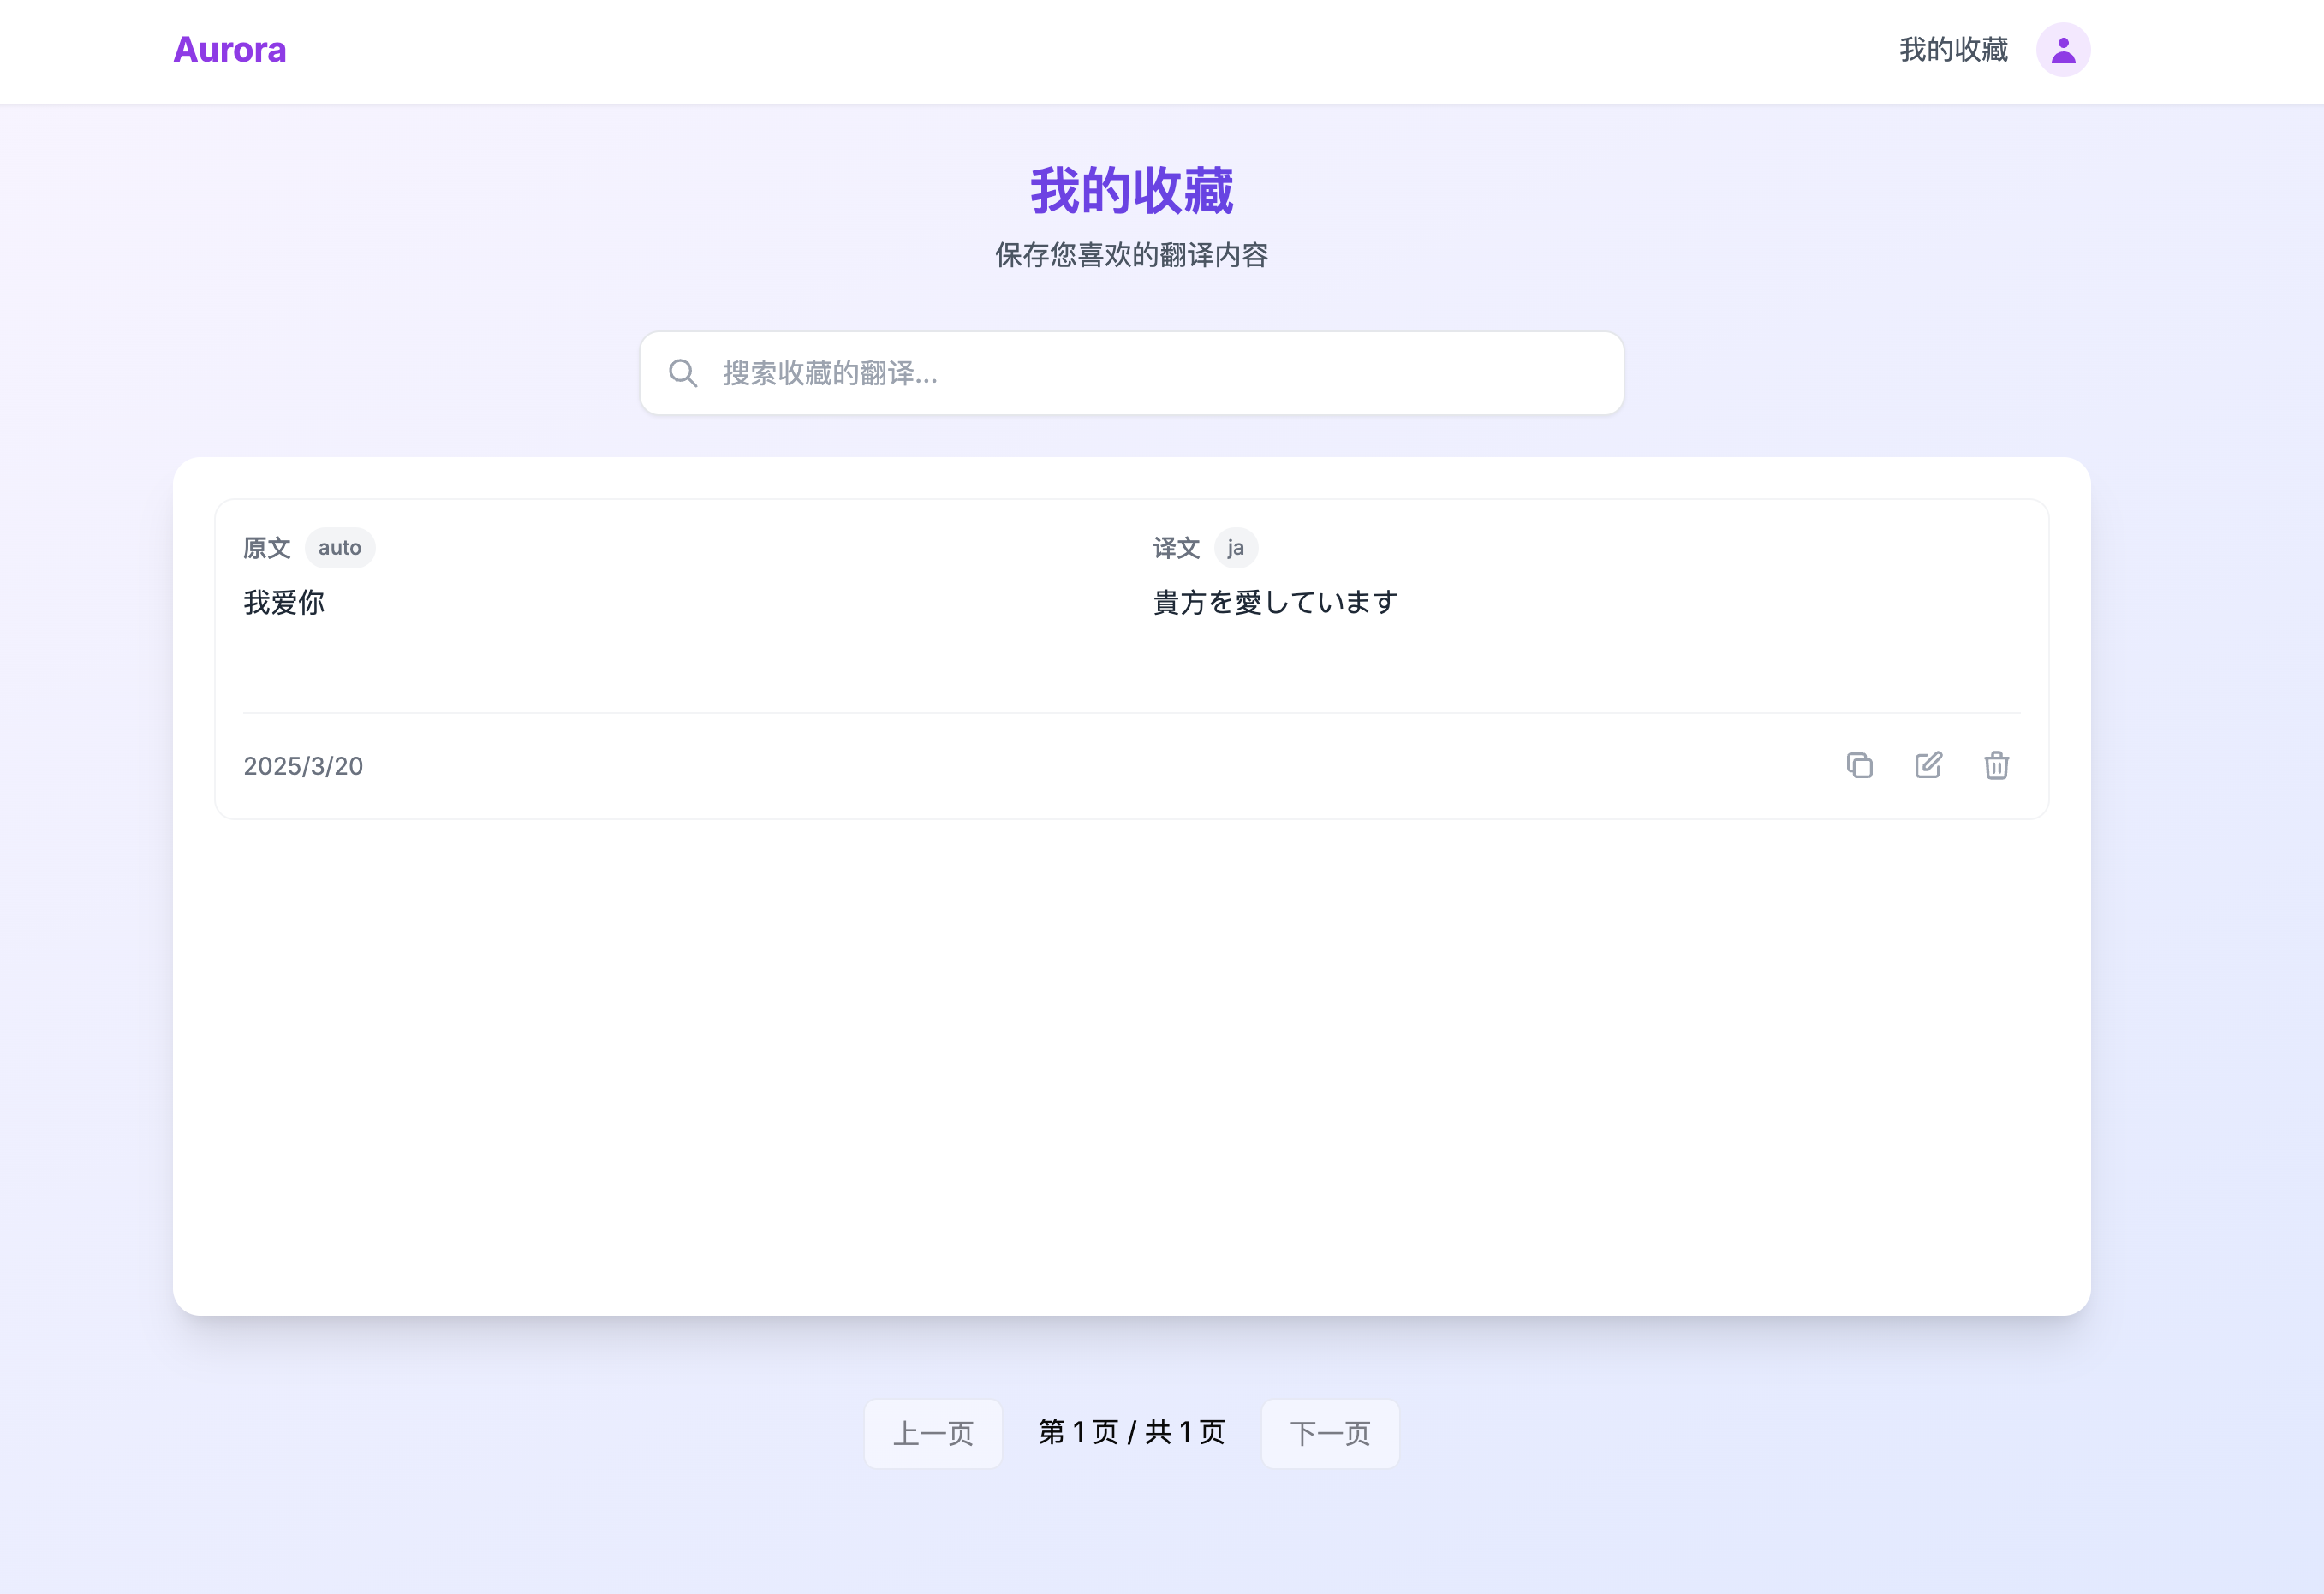 Aurora
我的收藏
我的收藏
保存您喜欢的翻译内容
搜索收藏的翻译...
原文 auto
我爱你
译文 ja
貴方を愛しています
2025/3/20
上一页 第 1 页 / 共 1 页 下一页